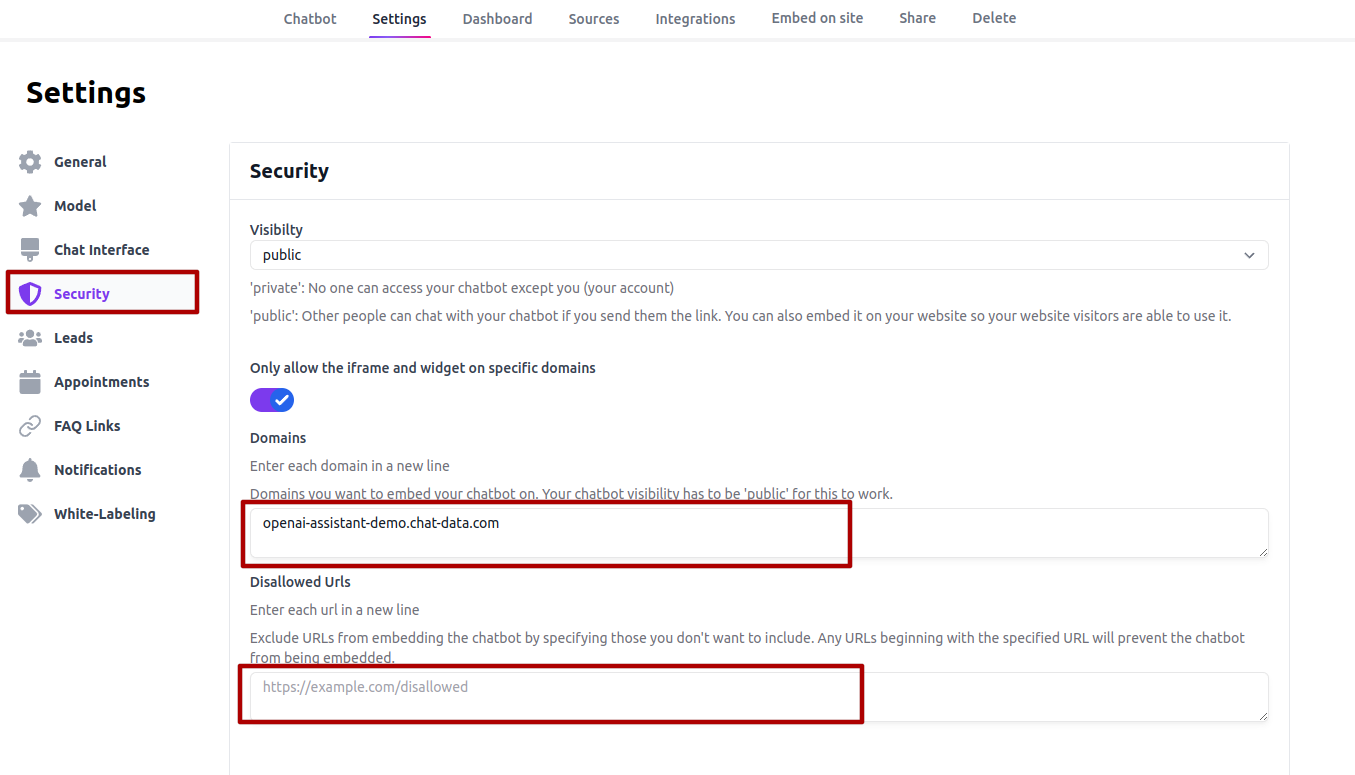 Chatbot Settings Dashboard Sources Integrations Embed on site Share Delete
Settings
General
Model
Chat Interface
Security
Leads
Appointments
FAQ Links
Notifications
White-Labeling
Security
Visibilty
public
'private': No one can access your chatbot except you (your account)
'public': Other people can chat with your chatbot if you send them the link. You can also embed it on your website so your website visitors are able to use it.
Only allow the iframe and widget on specific domains
Domains
Enter each domain in a new line
Domains you want to embed your chatbot on. Your chatbot visibility has to be 'public' for this to work.
openai-assistant-demo.chat-data.com
Disallowed Urls
Enter each url in a new line
Exclude URLs from embedding the chatbot by specifying those you don't want to include. Any URLs beginning with the specified URL will prevent the chatbot
from being embedded.
https://example.com/disallowed